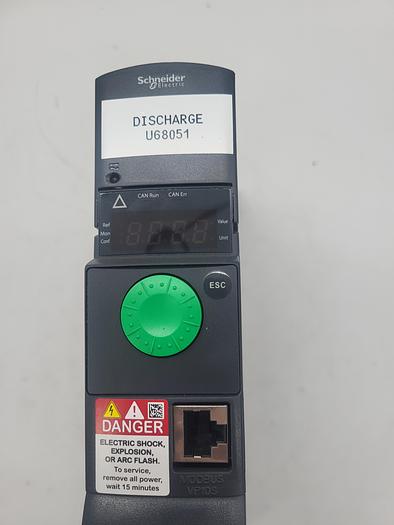 Schneider
Electric
DISCHARGE
U68051
CAN Run CAN Err
Ref Value
Mon
Conf Unit
ESC
DANGER
ELECTRIC SHOCK,
EXPLOSION,
OR ARC FLASH.
To service,
remove all power,
wait 15 minutes
MODBUS
VP10S